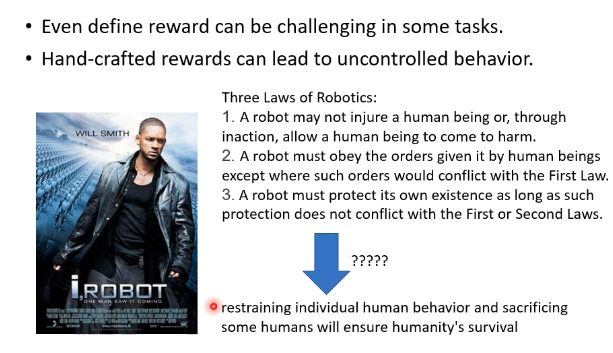 • Even define reward can be challenging in some tasks.
• Hand-crafted rewards can lead to uncontrolled behavior.
Three Laws of Robotics:
1. A robot may not injure a human being or, through
inaction, allow a human being to come to harm.
2. A robot must obey the orders given it by human beings
except where such orders would conflict with the First Law.
3. A robot must protect its own existence as long as such
protection does not conflict with the First or Second Laws.
?????
restraining individual human behavior and sacrificing
some humans will ensure humanity's survival
WILL SMITH
i,ROBOT
ONE MAN SAW IT COMING